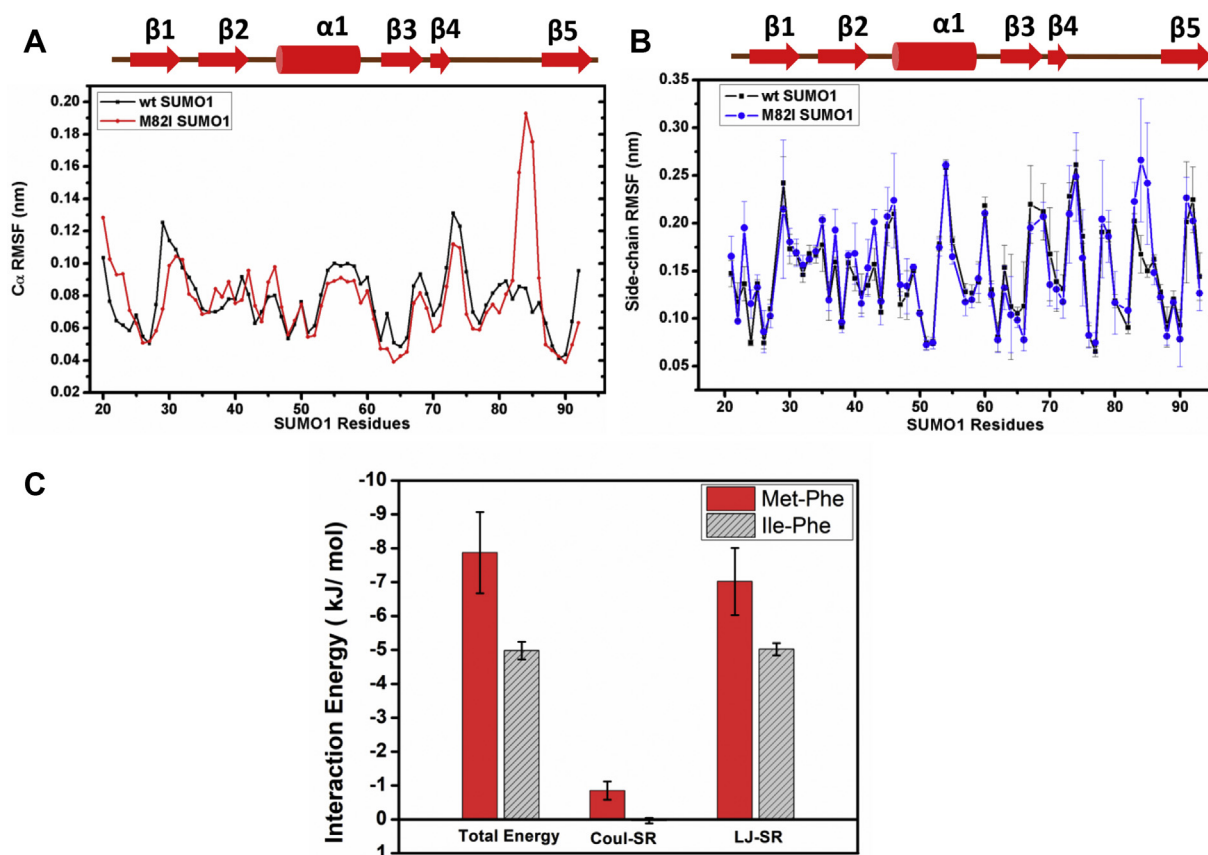 A
β1 β2 α1 β3 β4 β5
wt SUMO1
M82I SUMO1
Cα RMSF (nm)
0.20
0.18
0.16
0.14
0.12
0.10
0.08
0.06
0.04
0.02
20 30 40 50 60 70 80 90
SUMO1 Residues
B
β1 β2 α1 β3 β4 β5
wt SUMO1
M82I SUMO1
Side-chain RMSF (nm)
0.35
0.30
0.25
0.20
0.15
0.10
0.05
20 30 40 50 60 70 80 90
SUMO1 Residues
C
Met-Phe
Ile-Phe
Interaction Energy ( kJ/ mol)
-10
-9
-8
-7
-6
-5
-4
-3
-2
-1
0
1
Total Energy Coul-SR LJ-SR